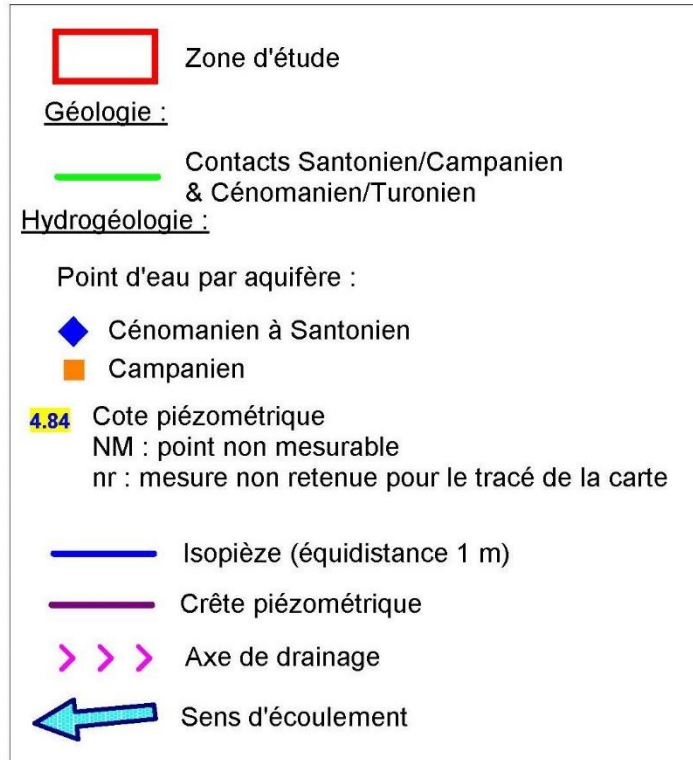 Zone d'étude
Géologie :
Contacts Santonien/Campanien
& Cénomanien/Turonien
Hydrogéologie :
Point d'eau par aquifère :
Cénomanien à Santonien
Campanien
4.84 Cote piézométrique
NM : point non mesurable
nr : mesure non retenue pour le tracé de la carte
Isopièze (équidistance 1 m)
Crête piézométrique
Axe de drainage
Sens d'écoulement